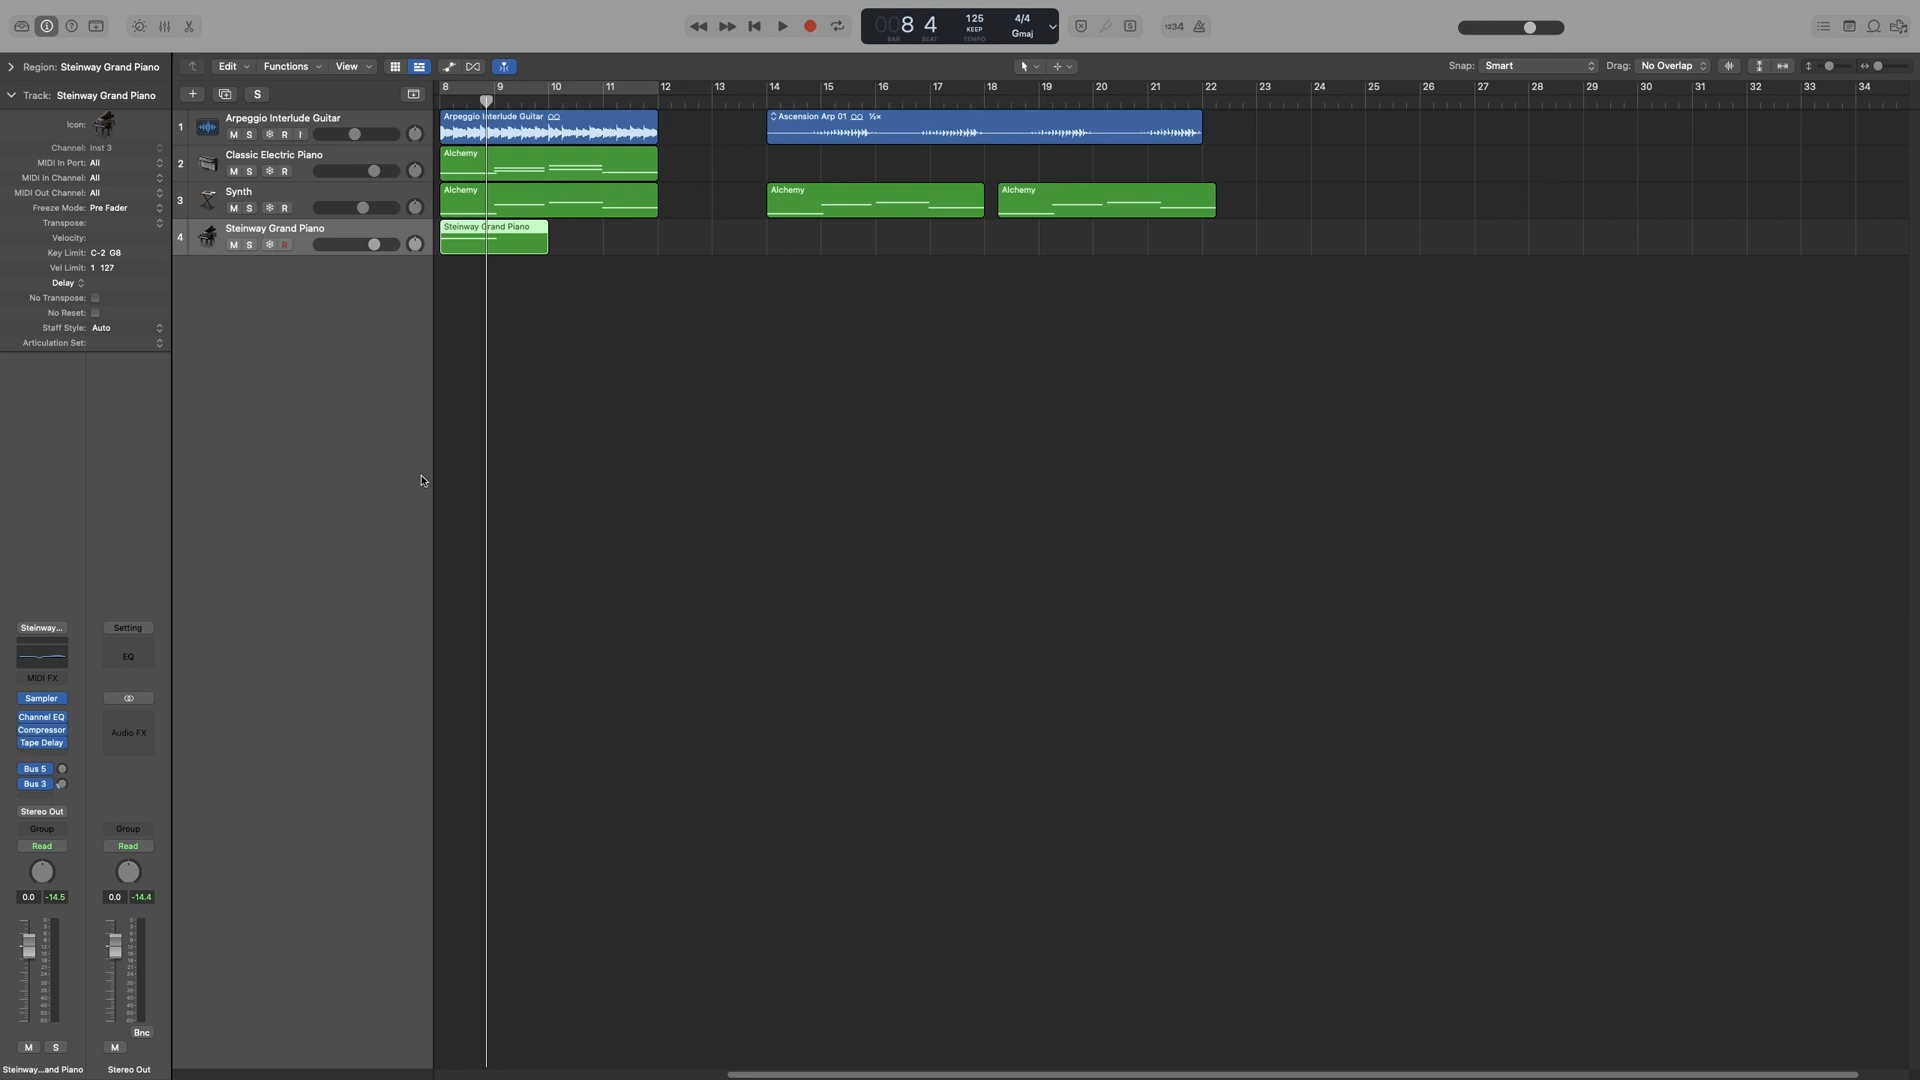 008 4
BAR BEAT
125
KEEP
TEMPO
4/4
Gmaj
1234
Region: Steinway Grand Piano
Edit Functions View
Snap: Smart
Drag: No Overlap
Track: Steinway Grand Piano
S
8 9 10 11 12 13 14 15 16 17 18 19 20 21 22 23 24 25 26 27 28 29 30 31 32 33 34
Icon:
Channel: Inst 3
MIDI In Port: All
MIDI In Channel: All
MIDI Out Channel: All
Freeze Mode: Pre Fader
Transpose:
Velocity:
Key Limit: C-2 G8
Vel Limit: 1 127
Delay
No Transpose:
No Reset:
Staff Style: Auto
Articulation Set:
1 Arpeggio Interlude Guitar
M S R I
Arpeggio Interlude Guitar
Ascension Arp 01 ½×
2 Classic Electric Piano
M S R
Alchemy
3 Synth
M S R
Alchemy
Alchemy
Alchemy
4 Steinway Grand Piano
M S R
Steinway Grand Piano
Steinway...
Setting
EQ
MIDI FX
Sampler
Channel EQ
Compressor
Tape Delay
Audio FX
Bus 5
Bus 3
Stereo Out
Group
Group
Read
Read
0.0 -14.5
0.0 -14.4
Bnc
M S
M
Steinway...and Piano
Stereo Out